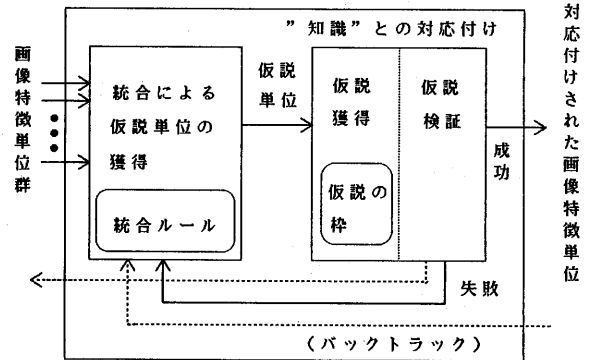 ”知識”との対応付け
画像特徴単位群
統合による
仮説単位の
獲得
統合ルール
仮説
単位
仮説
獲得
仮説の
枠
仮説
検証
成功
失敗
(バックトラック)
対応付けされた画像特徴単位